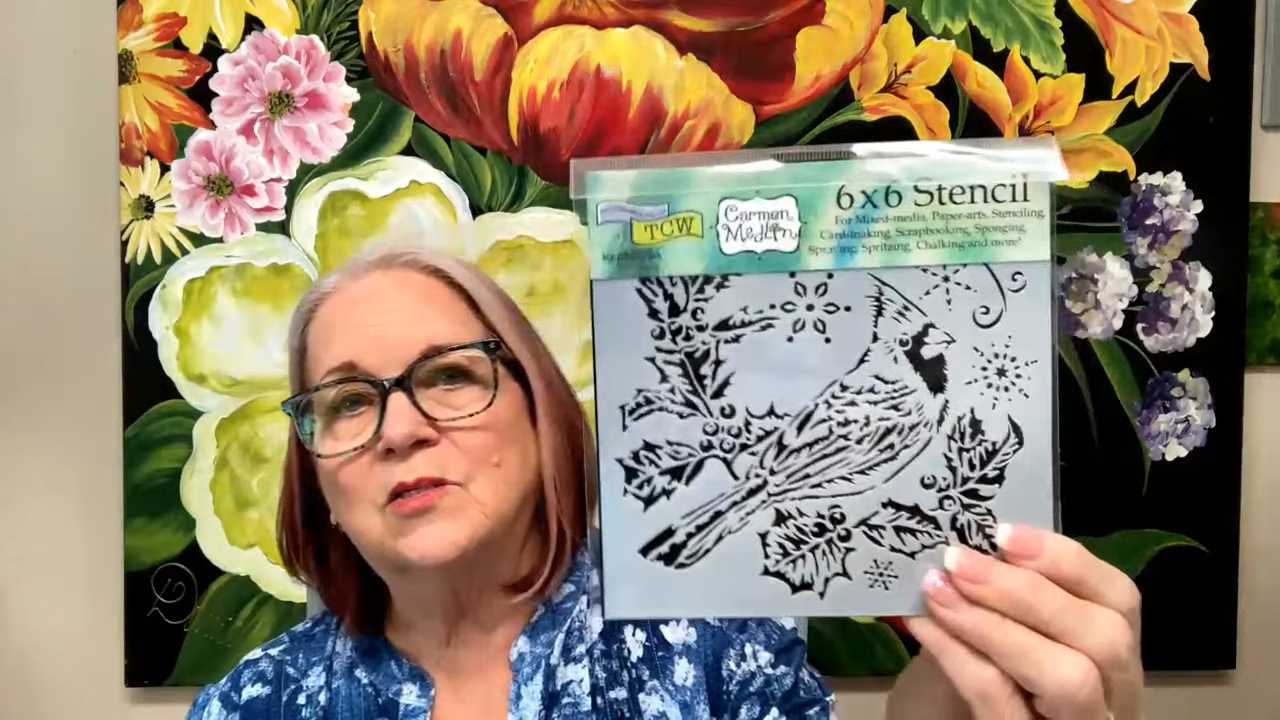 6x6 Stencil
TCW
Carmen Medlin
For Mixed-media, Paper-arts, Stenciling,
Card-making, Scrapbooking, Sponging,
Spraying, Spritzing, Chalking and more!